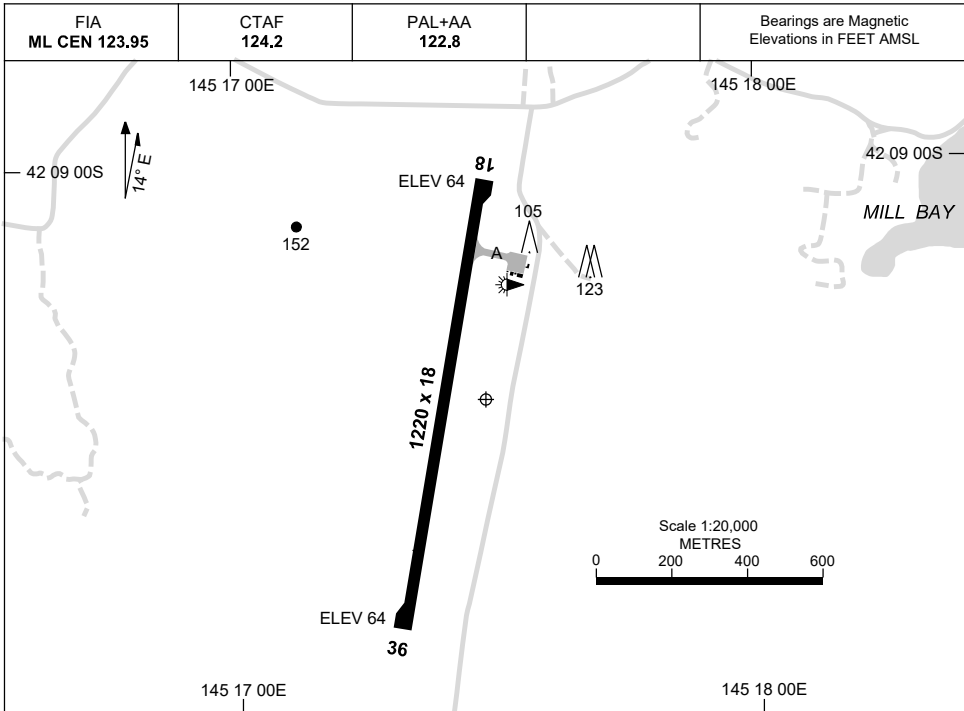 FIA
ML CEN 123.95
CTAF
124.2
PAL+AA
122.8
Bearings are Magnetic
Elevations in FEET AMSL
145 17 00E
145 18 00E
42 09 00S
42 09 00S
14° E
18
ELEV 64
105
MILL BAY
152
A
123
1220 x 18
Scale 1:20,000
METRES
0 200 400 600
ELEV 64
36
145 17 00E
145 18 00E